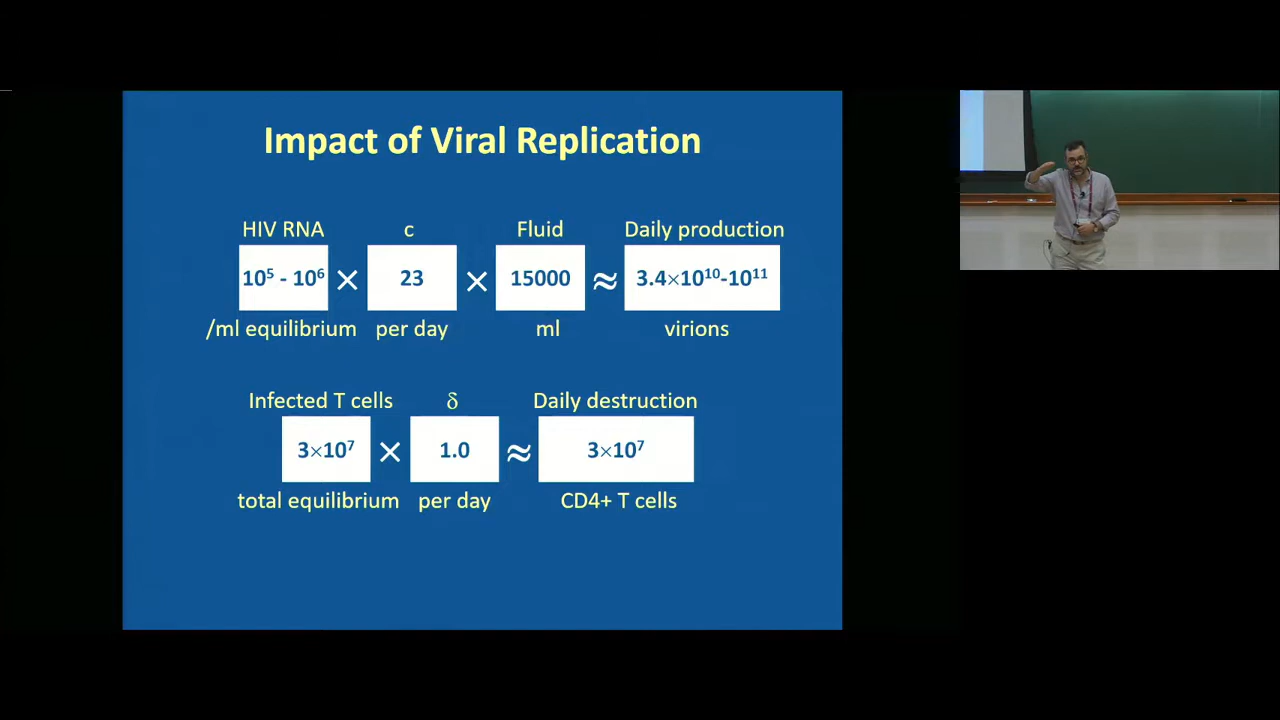 Impact of Viral Replication
HIV RNA c Fluid Daily production
10⁵ - 10⁶ × 23 × 15000 ≈ 3.4×10¹⁰-10¹¹
/ml equilibrium per day ml virions
Infected T cells δ Daily destruction
3×10⁷ × 1.0 ≈ 3×10⁷
total equilibrium per day CD4+ T cells